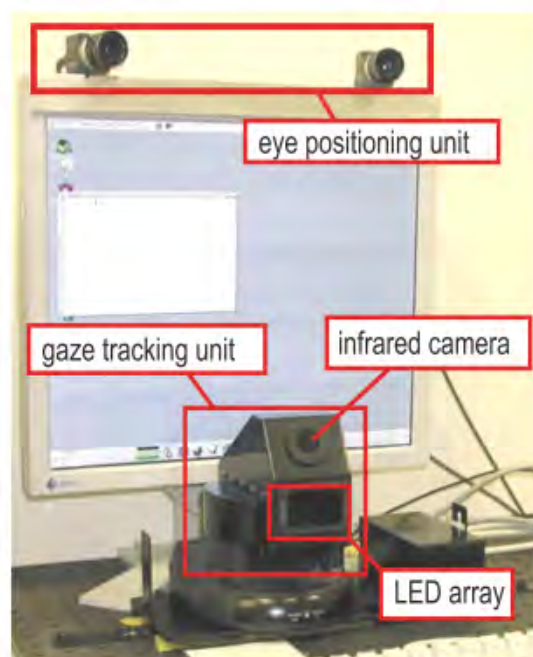 eye positioning unit
gaze tracking unit
infrared camera
LED array